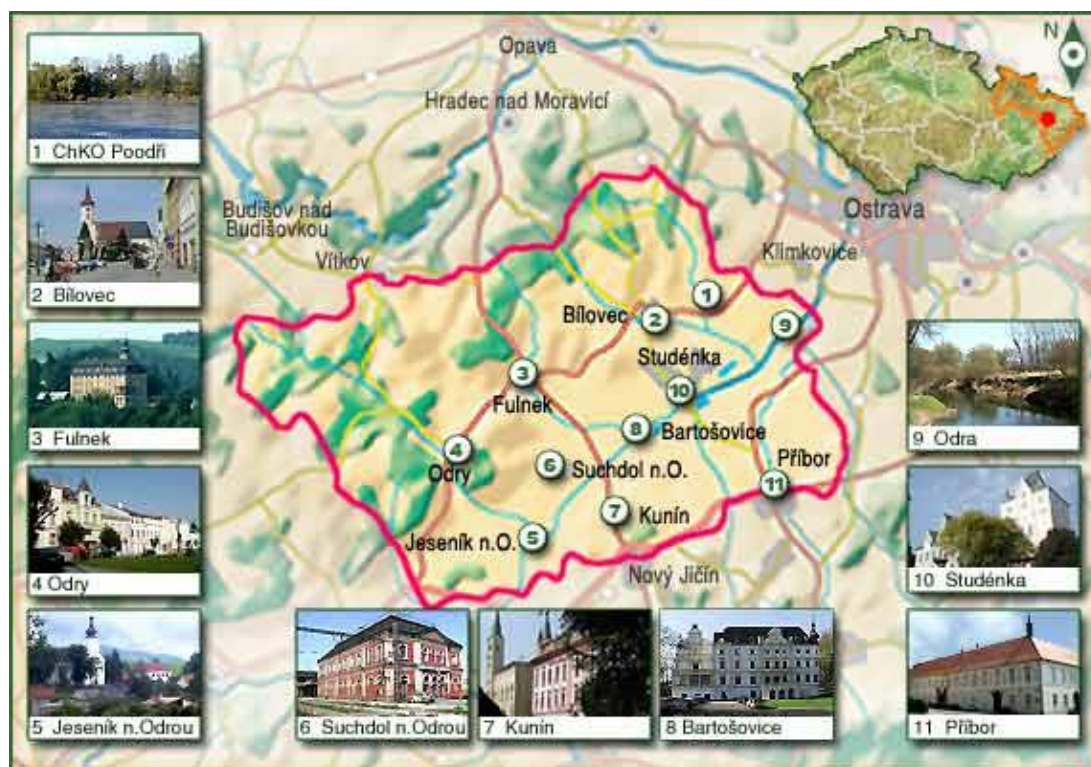 Opava
N
Hradec nad Moravicí
1 ChKO Poodří
Budišov nad
Budišovkou
Ostrava
Vítkov
Klimkovice
2 Bílovec
Bílovec
1
2
9
Studénka
3
10
Fulnek
3 Fulnek
8
Bartošovice
9 Odra
4
Odry
6
Suchdol n.O.
Příbor
11
7
Kunín
Jeseník n.O.
5
4 Odry
Nový Jičín
10 Studénka
5 Jeseník n.Odrou
6 Suchdol n.Odrou
7 Kunín
8 Bartošovice
11 Příbor